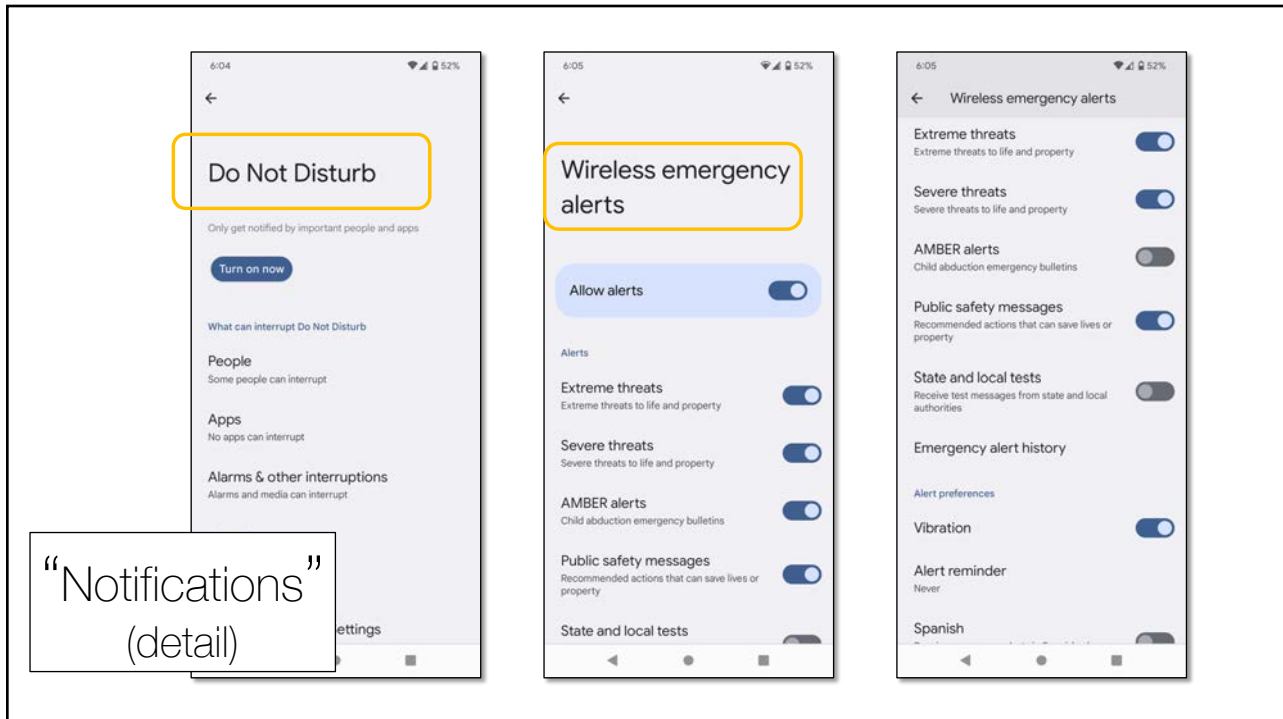 6:04
52%
Do Not Disturb
Only get notified by important people and apps
Turn on now
What can interrupt Do Not Disturb
People
Some people can interrupt
Apps
No apps can interrupt
Alarms & other interruptions
Alarms and media can interrupt
ettings
“Notifications”
(detail)
6:05
52%
Wireless emergency
alerts
Allow alerts
Alerts
Extreme threats
Extreme threats to life and property
Severe threats
Severe threats to life and property
AMBER alerts
Child abduction emergency bulletins
Public safety messages
Recommended actions that can save lives or
property
State and local tests
6:05
52%
Wireless emergency alerts
Extreme threats
Extreme threats to life and property
Severe threats
Severe threats to life and property
AMBER alerts
Child abduction emergency bulletins
Public safety messages
Recommended actions that can save lives or
property
State and local tests
Receive test messages from state and local
authorities
Emergency alert history
Alert preferences
Vibration
Alert reminder
Never
Spanish